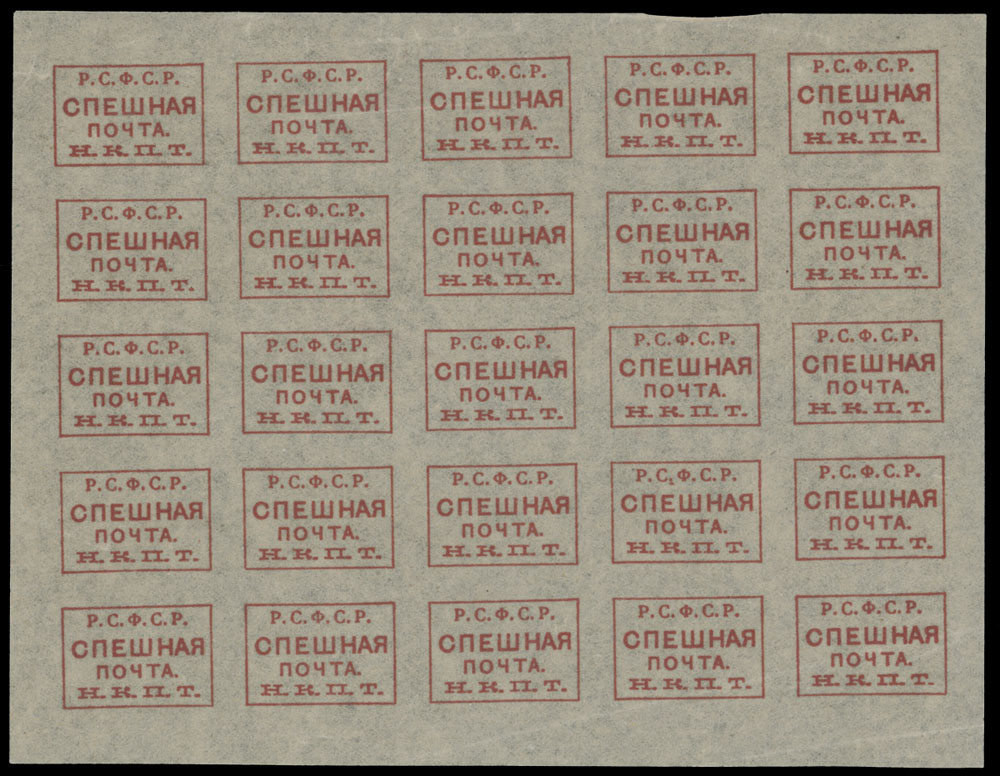 Р.С.Ф.С.Р. Р.С.Ф.С.Р. Р.С.Ф.С.Р. Р.С.Ф.С.Р. Р.С.Ф.С.Р.
СПЕШНАЯ СПЕШНАЯ СПЕШНАЯ СПЕШНАЯ СПЕШНАЯ
ПОЧТА. ПОЧТА. ПОЧТА. ПОЧТА. ПОЧТА.
Н. К. П. Т. Н. К. П. Т. Н. К. П. Т. Н. К. П. Т. Н. К. П. Т.
Р.С.Ф.С.Р. Р.С.Ф.С.Р. Р.С.Ф.С.Р. Р.С.Ф.С.Р. Р.С.Ф.С.Р.
СПЕШНАЯ СПЕШНАЯ СПЕШНАЯ СПЕШНАЯ СПЕШНАЯ
ПОЧТА. ПОЧТА. ПОЧТА. ПОЧТА. ПОЧТА.
Н. К. П. Т. Н. К. П. Т. Н. К. П. Т. Н. К. П. Т. Н. К. П. Т.
Р.С.Ф.С.Р. Р.С.Ф.С.Р. Р.С.Ф.С.Р. Р.С.Ф.С.Р. Р.С.Ф.С.Р.
СПЕШНАЯ СПЕШНАЯ СПЕШНАЯ СПЕШНАЯ СПЕШНАЯ
ПОЧТА. ПОЧТА. ПОЧТА. ПОЧТА. ПОЧТА.
Н. К. П. Т. Н. К. П. Т. Н. К. П. Т. Н. К. П. Т. Н. К. П. Т.
Р.С.Ф.С.Р. Р.С.Ф.С.Р. Р.С.Ф.С.Р. Р.С.Ф.С.Р. Р.С.Ф.С.Р.
СПЕШНАЯ СПЕШНАЯ СПЕШНАЯ СПЕШНАЯ СПЕШНАЯ
ПОЧТА. ПОЧТА. ПОЧТА. ПОЧТА. ПОЧТА.
Н. К. П. Т. Н. К. П. Т. Н. К. П. Т. Н. К. П. Т. Н. К. П. Т.
Р.С.Ф.С.Р. Р.С.Ф.С.Р. Р.С.Ф.С.Р. Р.С.Ф.С.Р. Р.С.Ф.С.Р.
СПЕШНАЯ СПЕШНАЯ СПЕШНАЯ СПЕШНАЯ СПЕШНАЯ
ПОЧТА. ПОЧТА. ПОЧТА. ПОЧТА. ПОЧТА.
Н. К. П. Т. Н. К. П. Т. Н. К. П. Т. Н. К. П. Т. Н. К. П. Т.